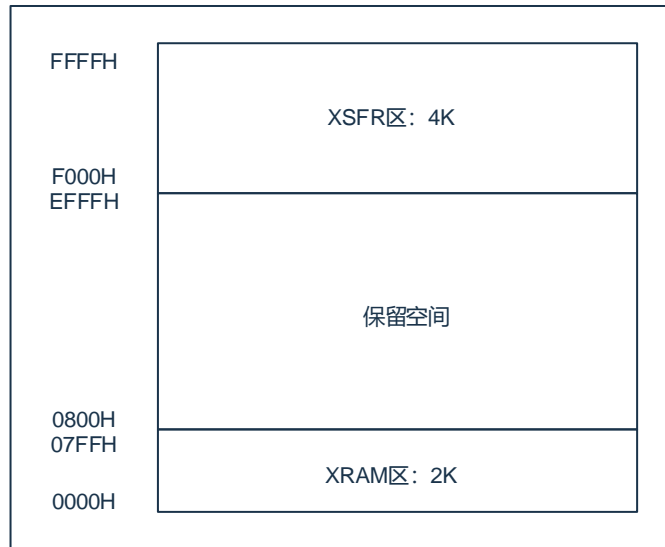 FFFFH
XSFR区：4K
F000H
EFFFH
保留空间
0800H
07FFH
XRAM区：2K
0000H